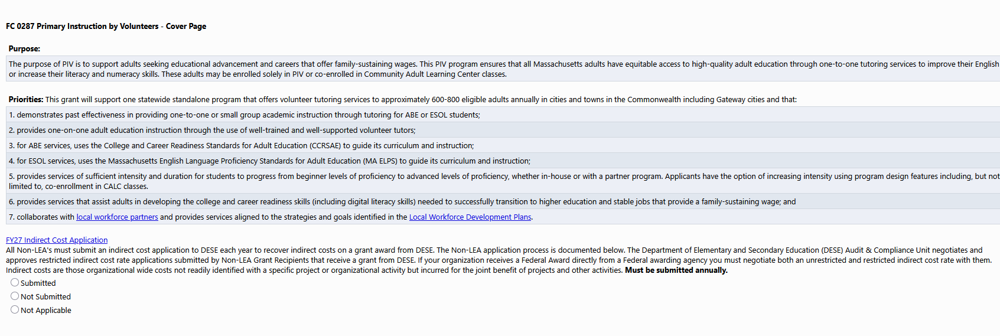 FC 0287 Primary Instruction by Volunteers - Cover Page
Purpose:
The purpose of PIV is to support adults seeking educational advancement and careers that offer family-sustaining wages. This PIV program ensures that all Massachusetts adults have equitable access to high-quality adult education through one-to-one tutoring services to improve their English
or increase their literacy and numeracy skills. These adults may be enrolled solely in PIV or co-enrolled in Community Adult Learning Center classes.
Priorities: This grant will support one statewide standalone program that offers volunteer tutoring services to approximately 600-800 eligible adults annually in cities and towns in the Commonwealth including Gateway cities and that:
1. demonstrates past effectiveness in providing one-to-one or small group academic instruction through tutoring for ABE or ESOL students;
2. provides one-on-one adult education instruction through the use of well-trained and well-supported volunteer tutors;
3. for ABE services, uses the College and Career Readiness Standards for Adult Education (CCRSAE) to guide its curriculum and instruction;
4. for ESOL services, uses the Massachusetts English Language Proficiency Standards for Adult Education (MA ELPS) to guide its curriculum and instruction;
5. provides services of sufficient intensity and duration for students to progress from beginner levels of proficiency to advanced levels of proficiency, whether in-house or with a partner program. Applicants have the option of increasing intensity using program design features including, but not
limited to, co-enrollment in CALC classes.
6. provides services that assist adults in developing the college and career readiness skills (including digital literacy skills) needed to successfully transition to higher education and stable jobs that provide a family-sustaining wage; and
7. collaborates with local workforce partners and provides services aligned to the strategies and goals identified in the Local Workforce Development Plans.
FY27 Indirect Cost Application
All Non-LEA's must submit an indirect cost application to DESE each year to recover indirect costs on a grant award from DESE. The Non-LEA application process is documented below. The Department of Elementary and Secondary Education (DESE) Audit & Compliance Unit negotiates and
approves restricted indirect cost rate applications submitted by Non-LEA Grant Recipients that receive a grant from DESE. If your organization receives a Federal Award directly from a Federal awarding agency you must negotiate both an unrestricted and restricted indirect cost rate with them.
Indirect costs are those organizational wide costs not readily identified with a specific project or organizational activity but incurred for the joint benefit of projects and other activities. Must be submitted annually.
Submitted
Not Submitted
Not Applicable